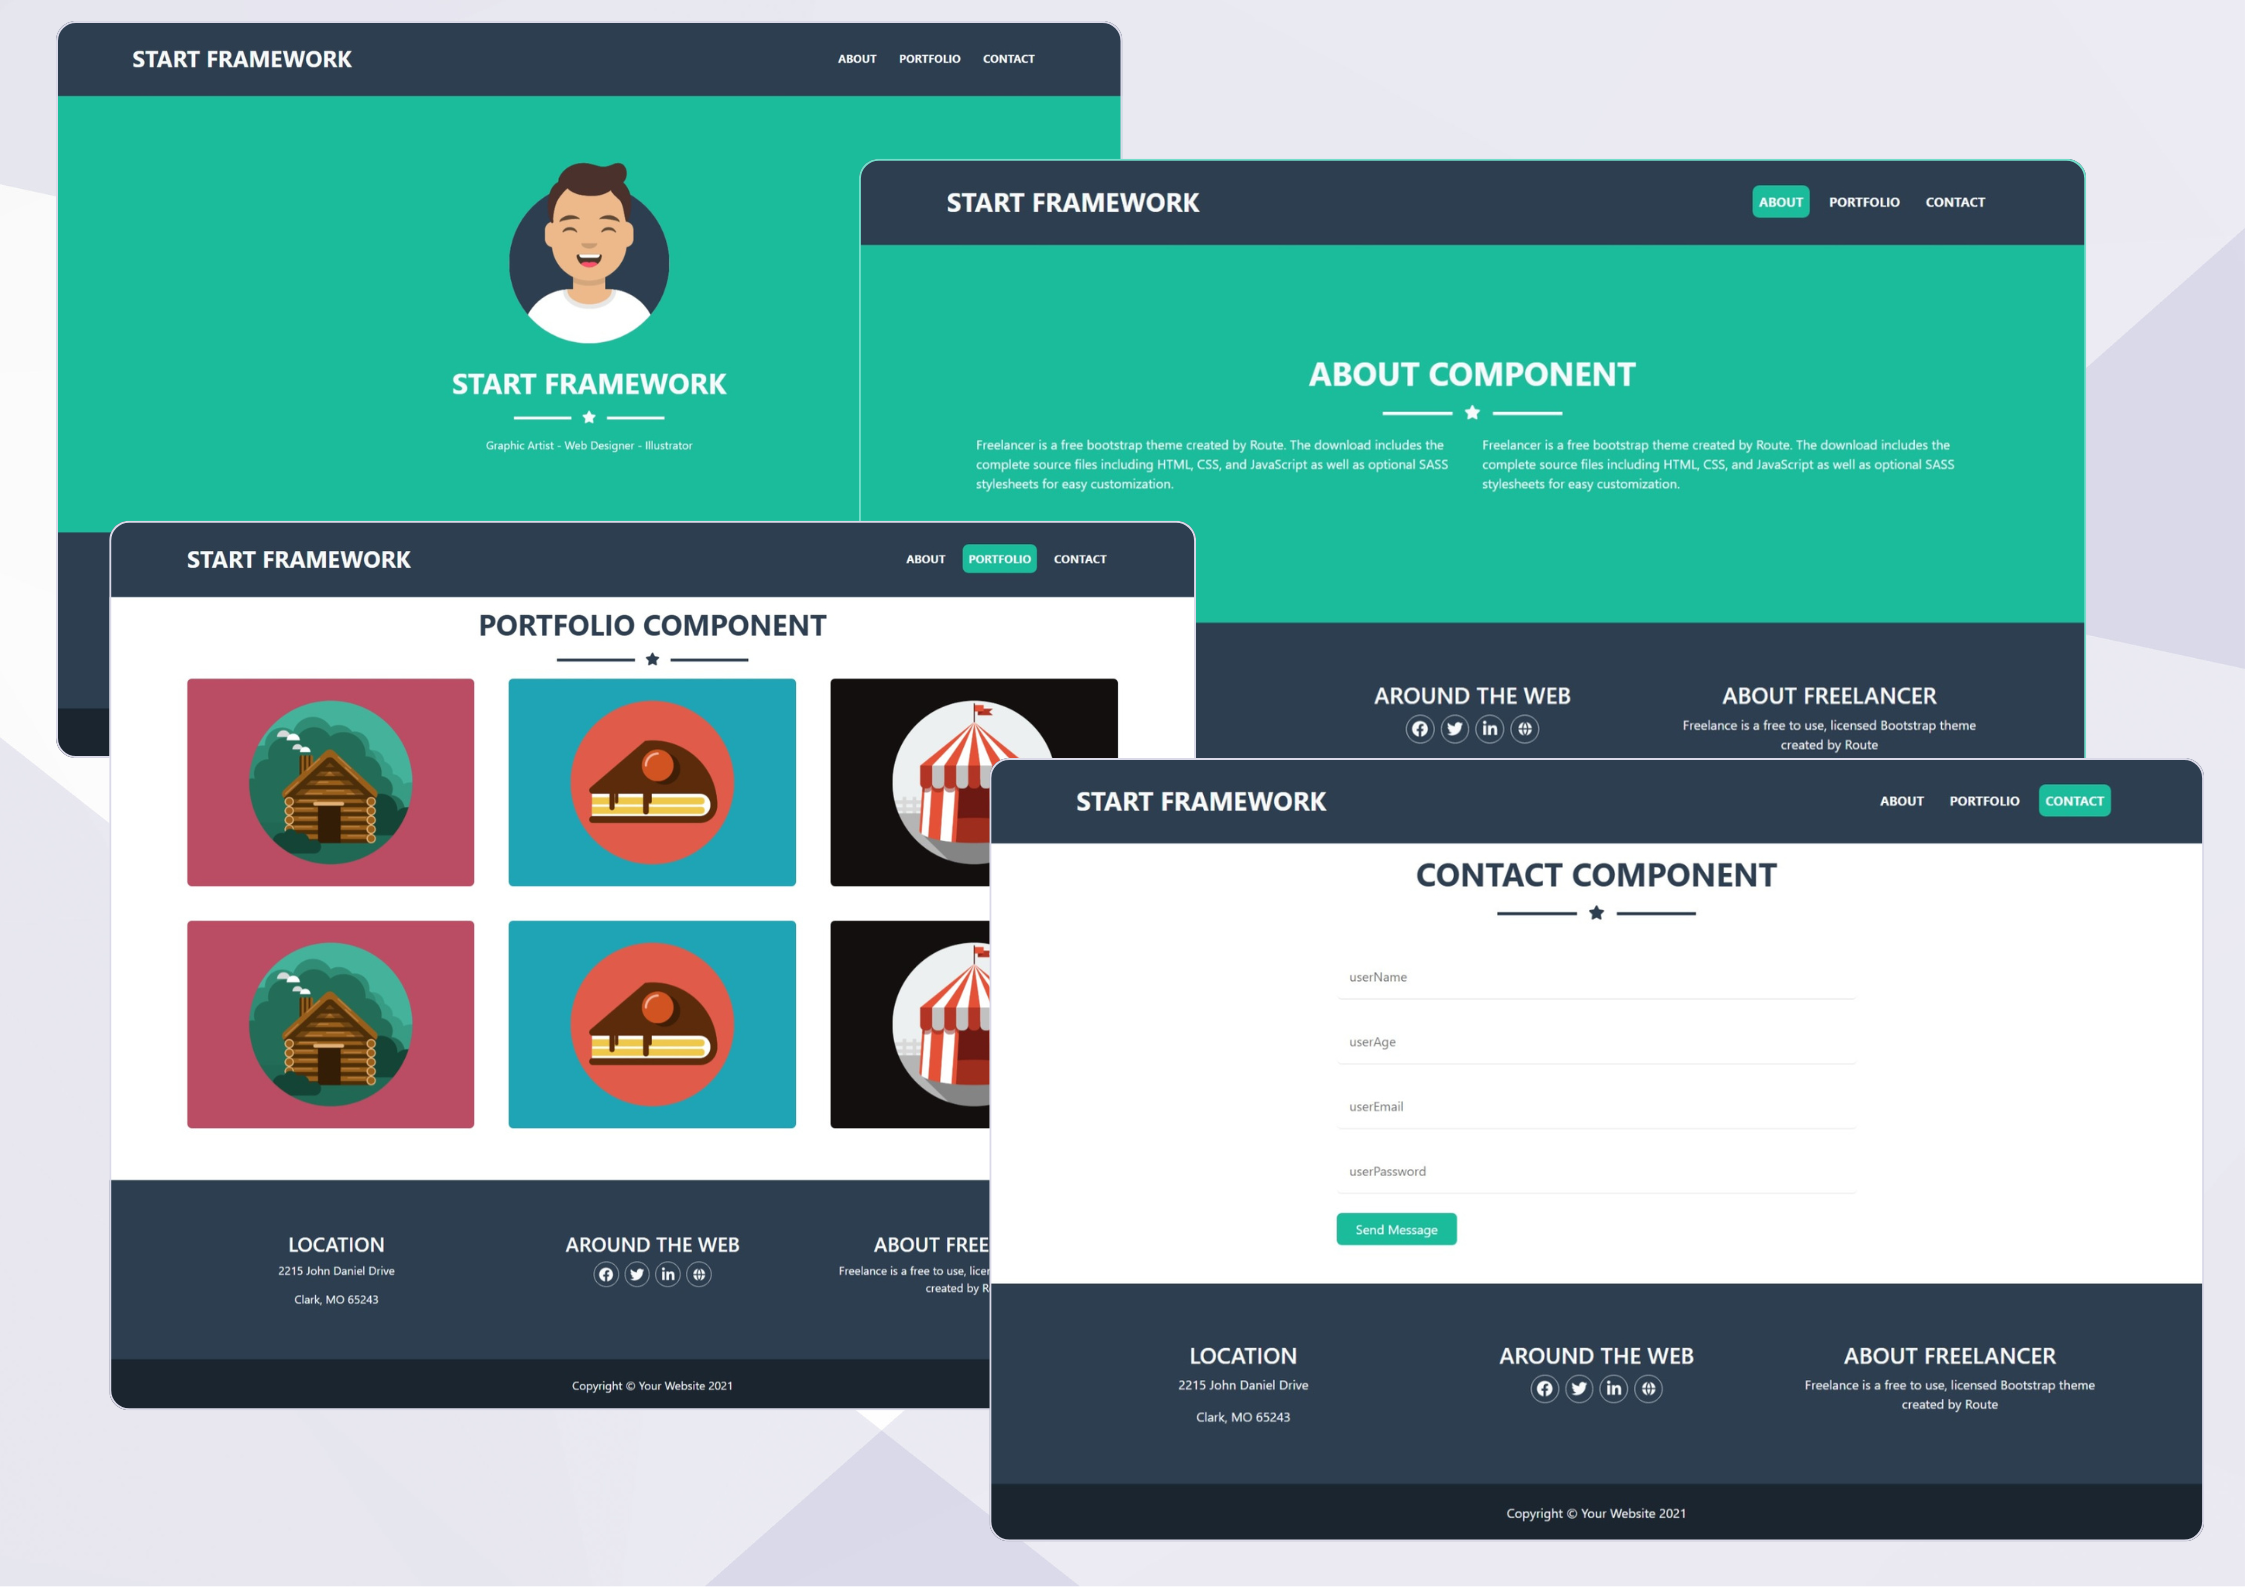 START FRAMEWORK
ABOUT PORTFOLIO CONTACT
START FRAMEWORK
Graphic Artist - Web Designer - Illustrator
START FRAMEWORK
ABOUT PORTFOLIO CONTACT
ABOUT COMPONENT
Freelancer is a free bootstrap theme created by Route. The download includes the
complete source files including HTML, CSS, and JavaScript as well as optional SASS
stylesheets for easy customization.
Freelancer is a free bootstrap theme created by Route. The download includes the
complete source files including HTML, CSS, and JavaScript as well as optional SASS
stylesheets for easy customization.
AROUND THE WEB
ABOUT FREELANCER
Freelance is a free to use, licensed Bootstrap theme
created by Route
START FRAMEWORK
ABOUT PORTFOLIO CONTACT
PORTFOLIO COMPONENT
LOCATION
2215 John Daniel Drive
Clark, MO 65243
AROUND THE WEB
ABOUT FREE
Freelance is a free to use, licen
created by R
Copyright © Your Website 2021
START FRAMEWORK
ABOUT PORTFOLIO CONTACT
CONTACT COMPONENT
userName
userAge
userEmail
userPassword
Send Message
LOCATION
2215 John Daniel Drive
Clark, MO 65243
AROUND THE WEB
ABOUT FREELANCER
Freelance is a free to use, licensed Bootstrap theme
created by Route
Copyright © Your Website 2021